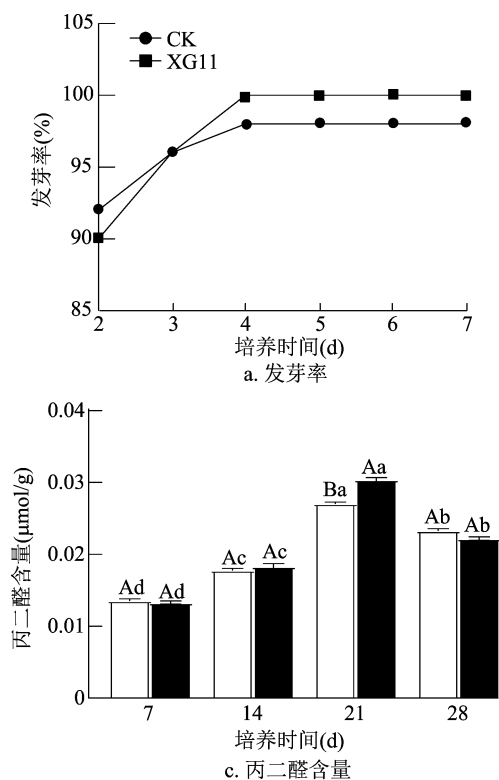 105
CK
XG11
100
95
90
85
发芽率(%)
2 3 4 5 6 7
培养时间(d)
a. 发芽率
0.04
0.03
0.02
0.01
0
丙二醛含量(μmol/g)
Ad Ad
Ac Ac
Ba Aa
Ab Ab
7 14 21 28
培养时间(d)
c. 丙二醛含量